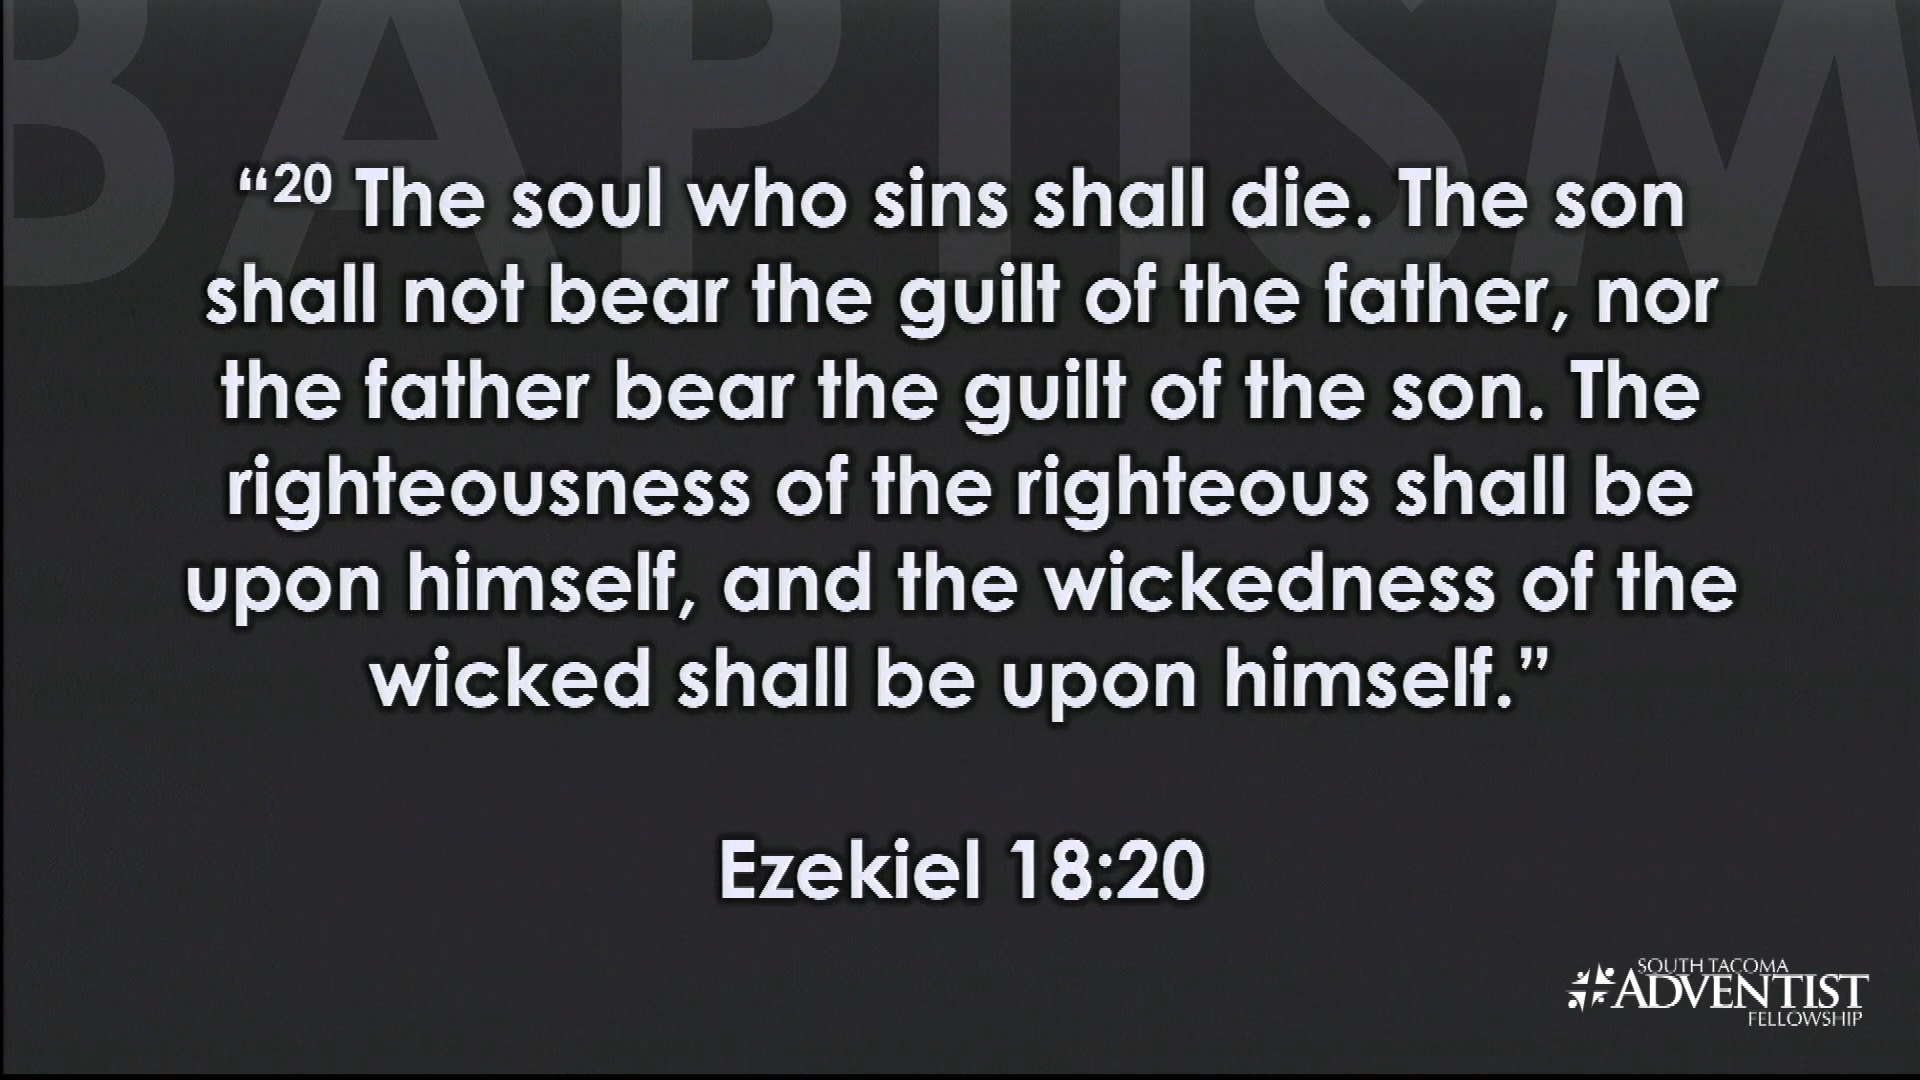 BAPTISM
“20 The soul who sins shall die. The son
shall not bear the guilt of the father, nor
the father bear the guilt of the son. The
righteousness of the righteous shall be
upon himself, and the wickedness of the
wicked shall be upon himself.”
Ezekiel 18:20
SOUTH TACOMA
ADVENTIST
FELLOWSHIP